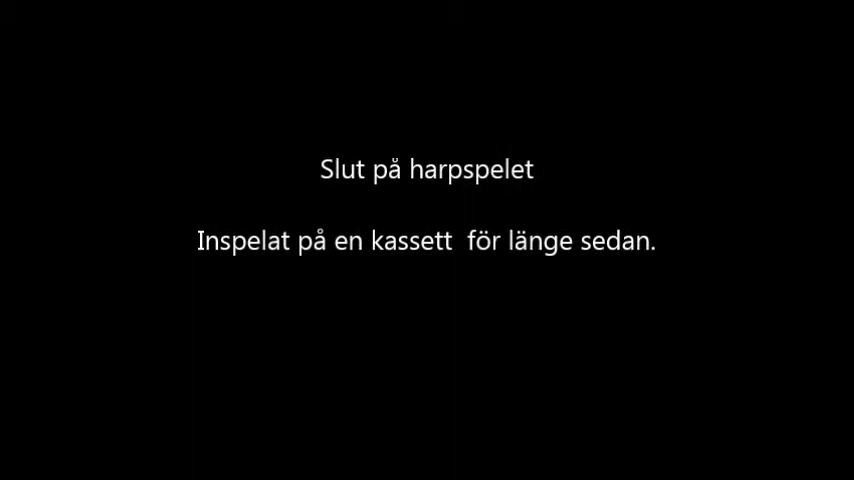 Slut på harpspelet
Inspelat på en kassett  för länge sedan.